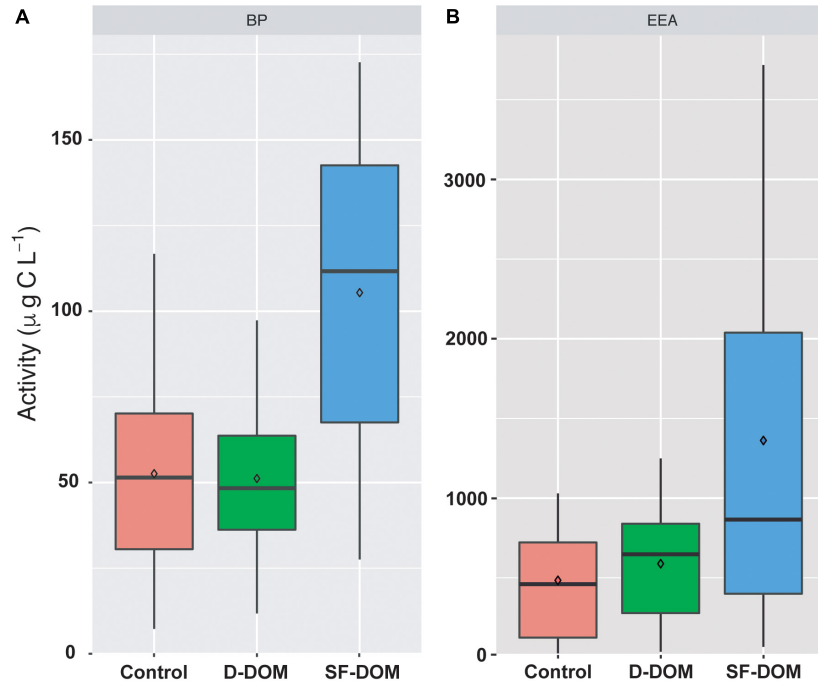 A
BP
B
EEA
Activity (μ g C L⁻¹)
150
100
50
0
3000
2000
1000
0
Control D-DOM SF-DOM
Control D-DOM SF-DOM